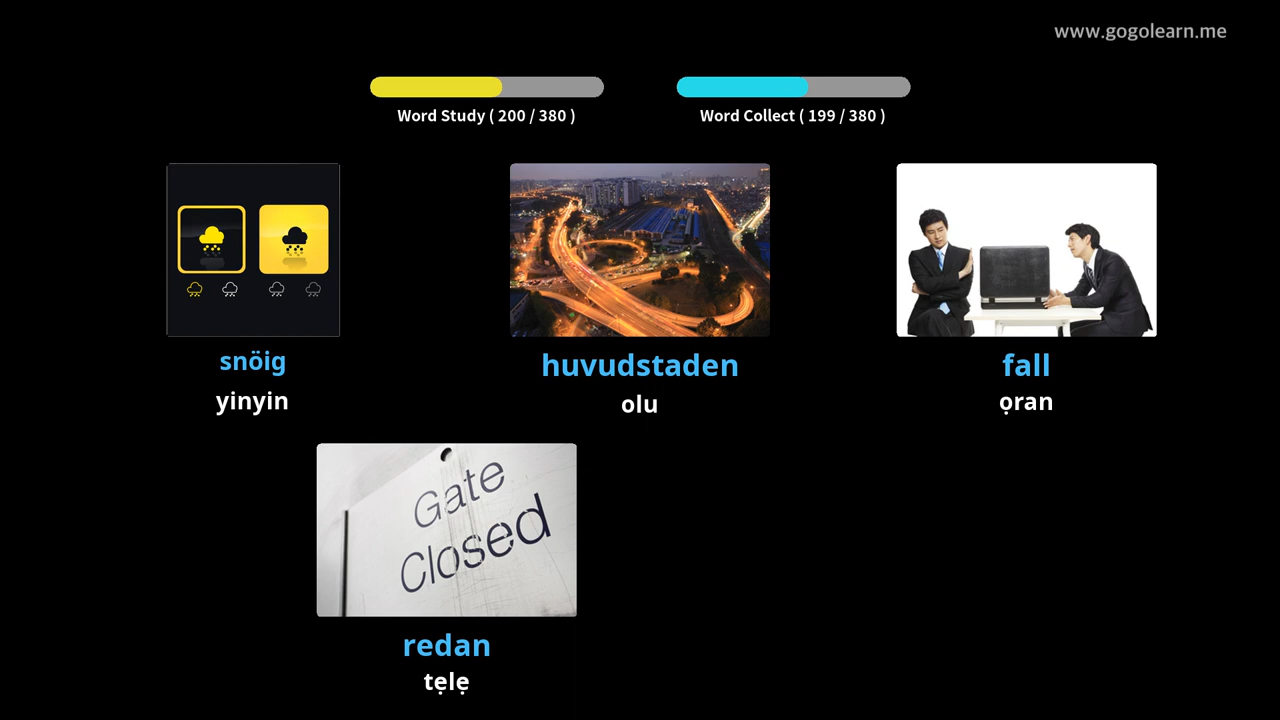 www.gogolearn.me
Word Study ( 200 / 380 )
Word Collect ( 199 / 380 )
snöig
yinyin
huvudstaden
olu
fall
ọran
Gate
Closed
redan
tẹlẹ